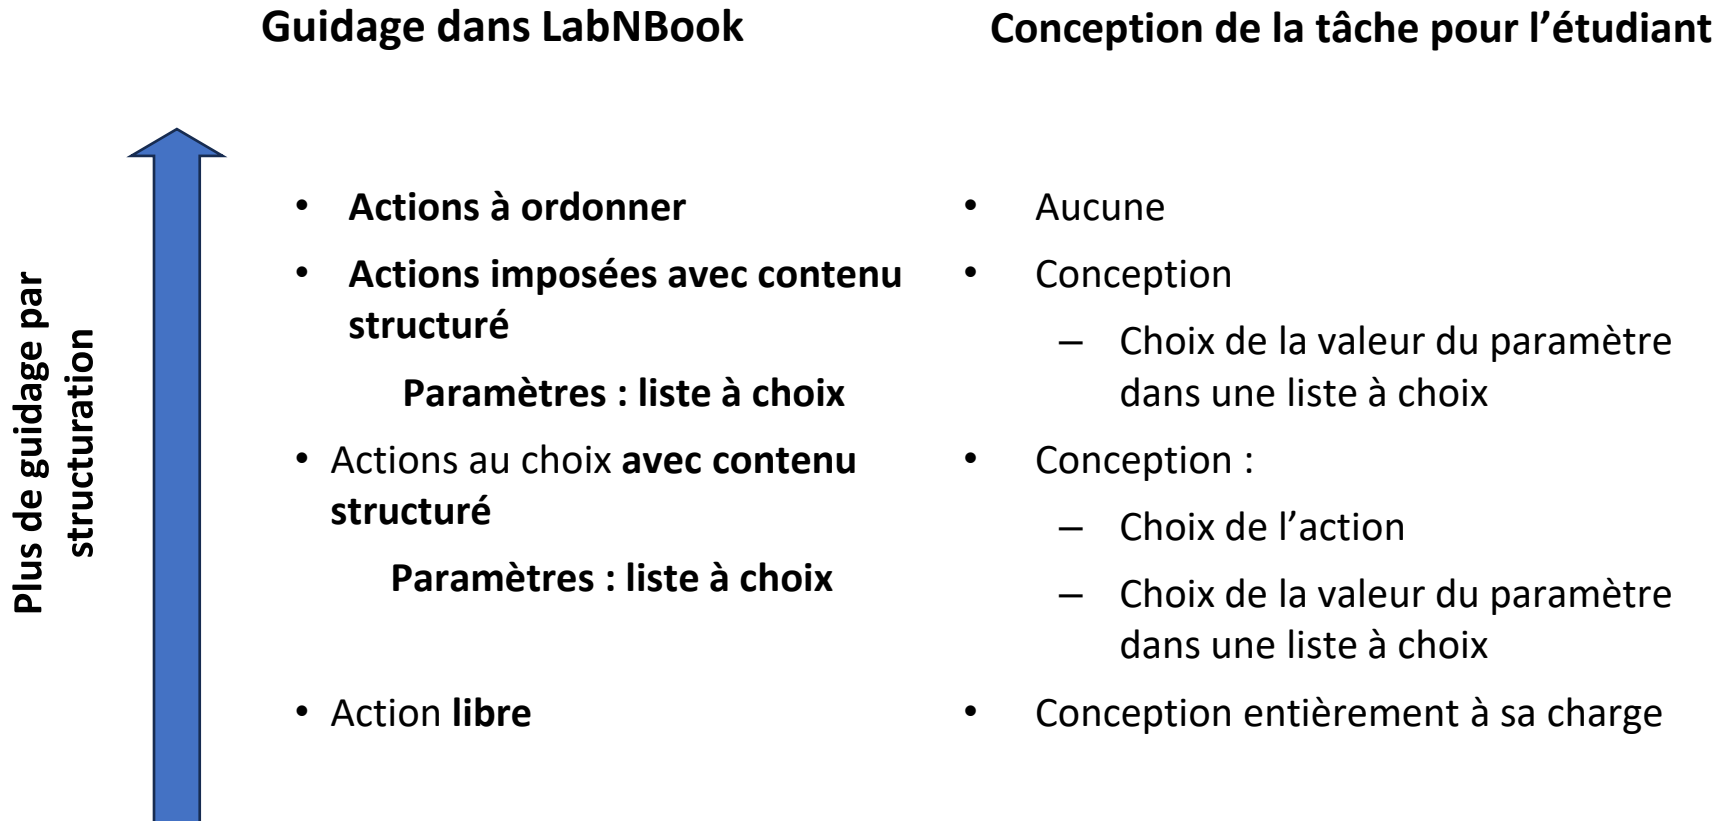 Guidage dans LabNBook
Conception de la tâche pour l’étudiant
Plus de guidage par
structuration
• Actions à ordonner
• Actions imposées avec contenu
structuré
Paramètres : liste à choix
• Actions au choix avec contenu
structuré
Paramètres : liste à choix
• Action libre
• Aucune
• Conception
– Choix de la valeur du paramètre
dans une liste à choix
• Conception :
– Choix de l’action
– Choix de la valeur du paramètre
dans une liste à choix
• Conception entièrement à sa charge